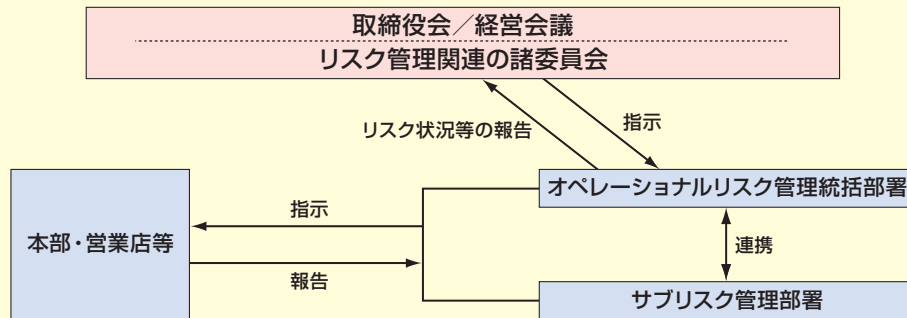 取締役会／経営会議
リスク管理関連の諸委員会
リスク状況等の報告
指示
オペレーショナルリスク管理統括部署
指示
本部・営業店等
連携
報告
サブリスク管理部署